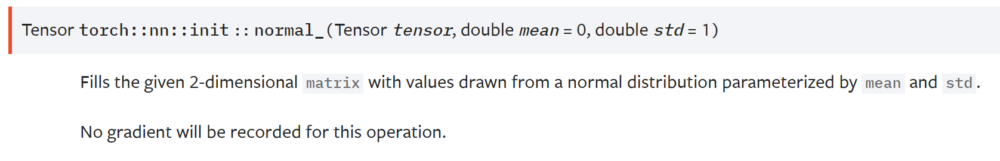 Tensor torch::nn::init::normal_(Tensor tensor, double mean = 0, double std = 1)
Fills the given 2-dimensional matrix with values drawn from a normal distribution parameterized by mean and std.
No gradient will be recorded for this operation.